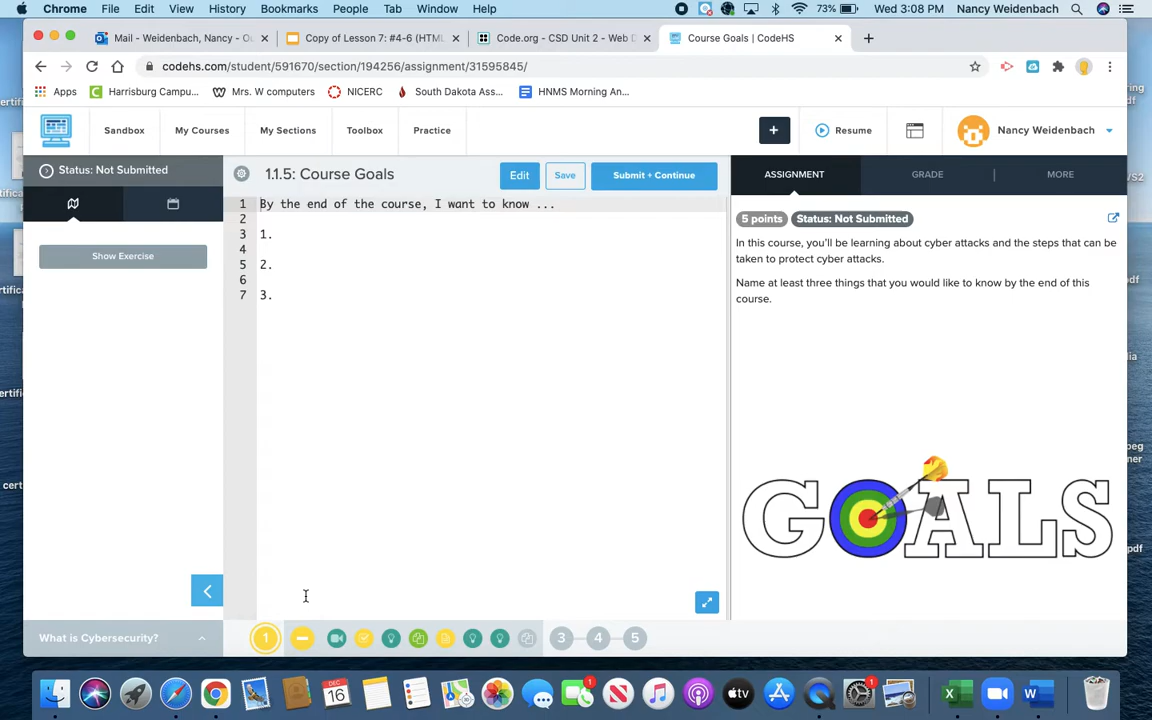 Chrome File Edit View History Bookmarks People Tab Window Help 73% Wed 3:08 PM Nancy Weidenbach
Mail - Weidenbach, Nancy - O
Copy of Lesson 7: #4-6 (HTML
Code.org - CSD Unit 2 - Web D
Course Goals | CodeHS
codehs.com/student/591670/section/194256/assignment/31595845/
Apps Harrisburg Campu... Mrs. W computers NICERC South Dakota Ass... HNMS Morning An...
Sandbox My Courses My Sections Toolbox Practice + Resume Nancy Weidenbach
Status: Not Submitted
1.1.5: Course Goals
Edit Save Submit + Continue
ASSIGNMENT GRADE MORE
Show Exercise
1 By the end of the course, I want to know ...
2
3 1.
4
5 2.
6
7 3.
5 points Status: Not Submitted
In this course, you'll be learning about cyber attacks and the steps that can be
taken to protect cyber attacks.
Name at least three things that you would like to know by the end of this
course.
GOALS
What is Cybersecurity?
1 3 4 5
DEC
16
1
tv
1
X
W